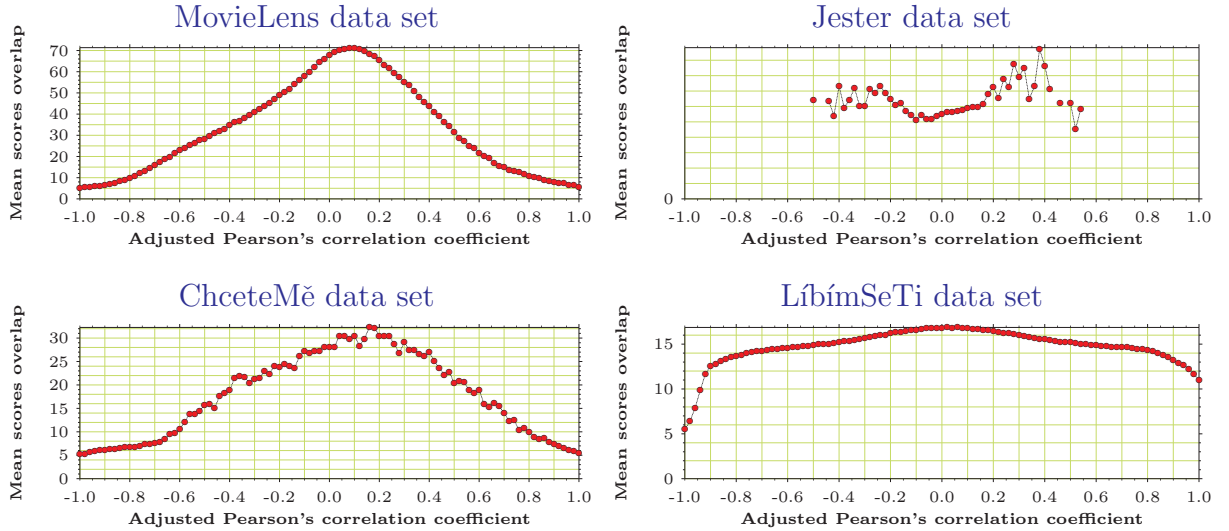 MovieLens data set
Mean scores overlap
70
60
50
40
30
20
10
0
-1.0 -0.8 -0.6 -0.4 -0.2 0.0 0.2 0.4 0.6 0.8 1.0
Adjusted Pearson's correlation coefficient
Jester data set
Mean scores overlap
0
-1.0 -0.8 -0.6 -0.4 -0.2 0.0 0.2 0.4 0.6 0.8 1.0
Adjusted Pearson's correlation coefficient
ChceteMě data set
Mean scores overlap
30
25
20
15
10
5
0
-1.0 -0.8 -0.6 -0.4 -0.2 0.0 0.2 0.4 0.6 0.8 1.0
Adjusted Pearson's correlation coefficient
LíbímSeTi data set
Mean scores overlap
15
10
5
0
-1.0 -0.8 -0.6 -0.4 -0.2 0.0 0.2 0.4 0.6 0.8 1.0
Adjusted Pearson's correlation coefficient